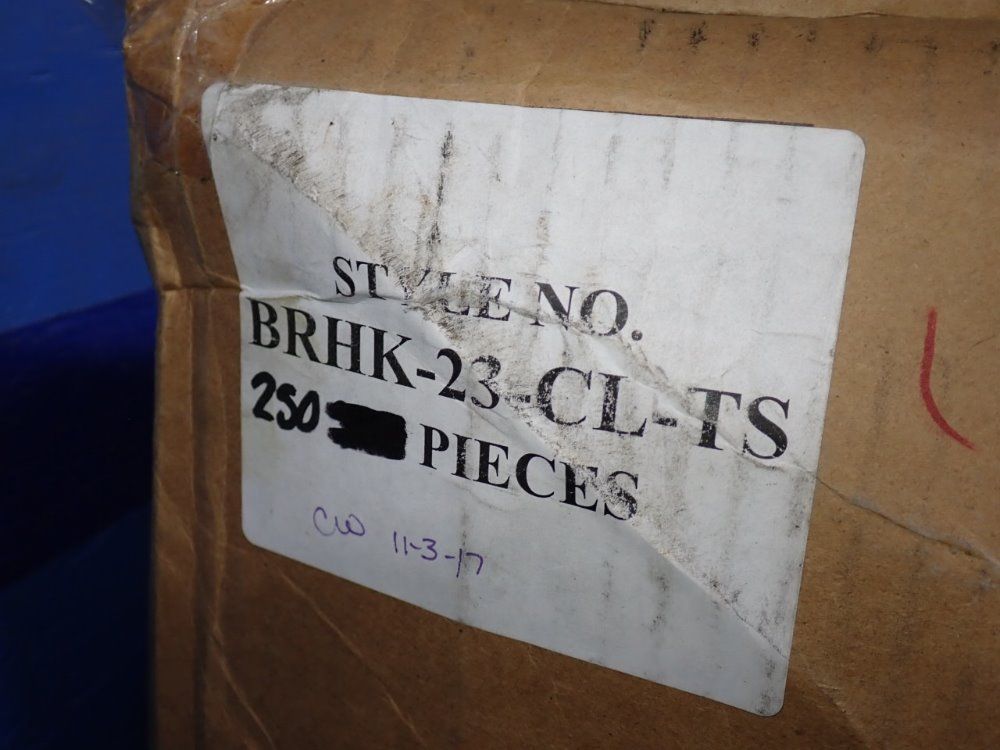 STYLE NO.
BRHK-23-CL-TS
250 PIECES
CW 11-3-17